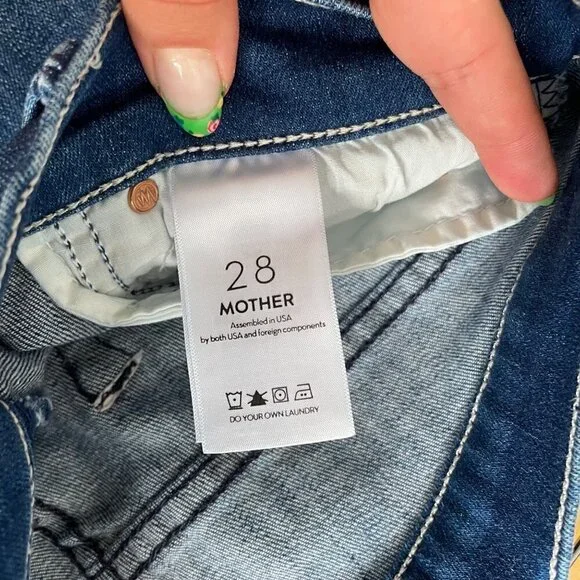 28
MOTHER
Assembled in USA
by both USA and foreign components
DO YOUR OWN LAUNDRY